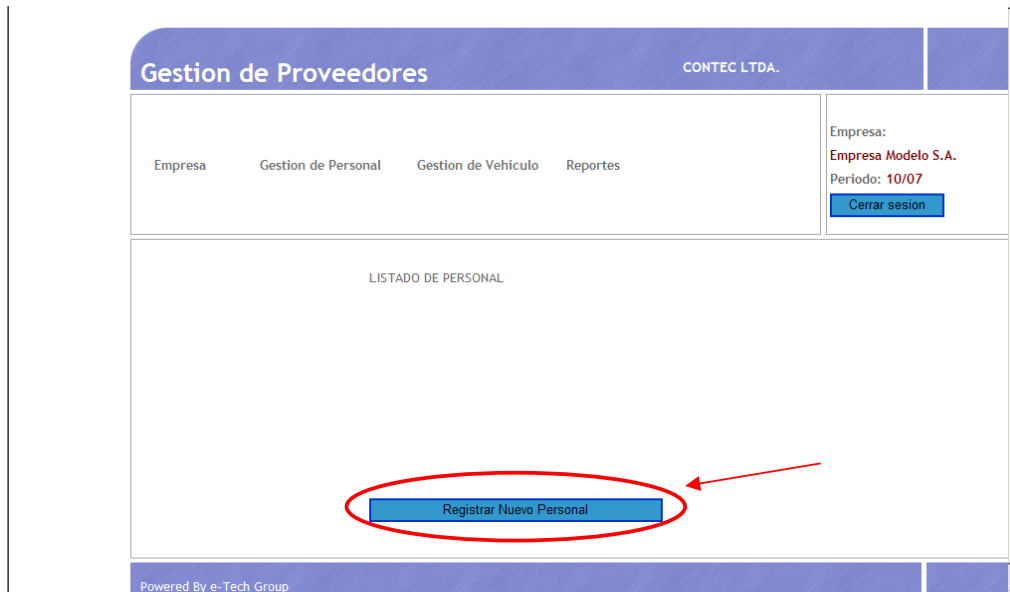 Gestion de Proveedores
CONTEC LTDA.
Empresa
Gestion de Personal
Gestion de Vehiculo
Reportes
Empresa:
Empresa Modelo S.A.
Periodo: 10/07
Cerrar sesion
LISTADO DE PERSONAL
Registrar Nuevo Personal
Powered By e-Tech Group